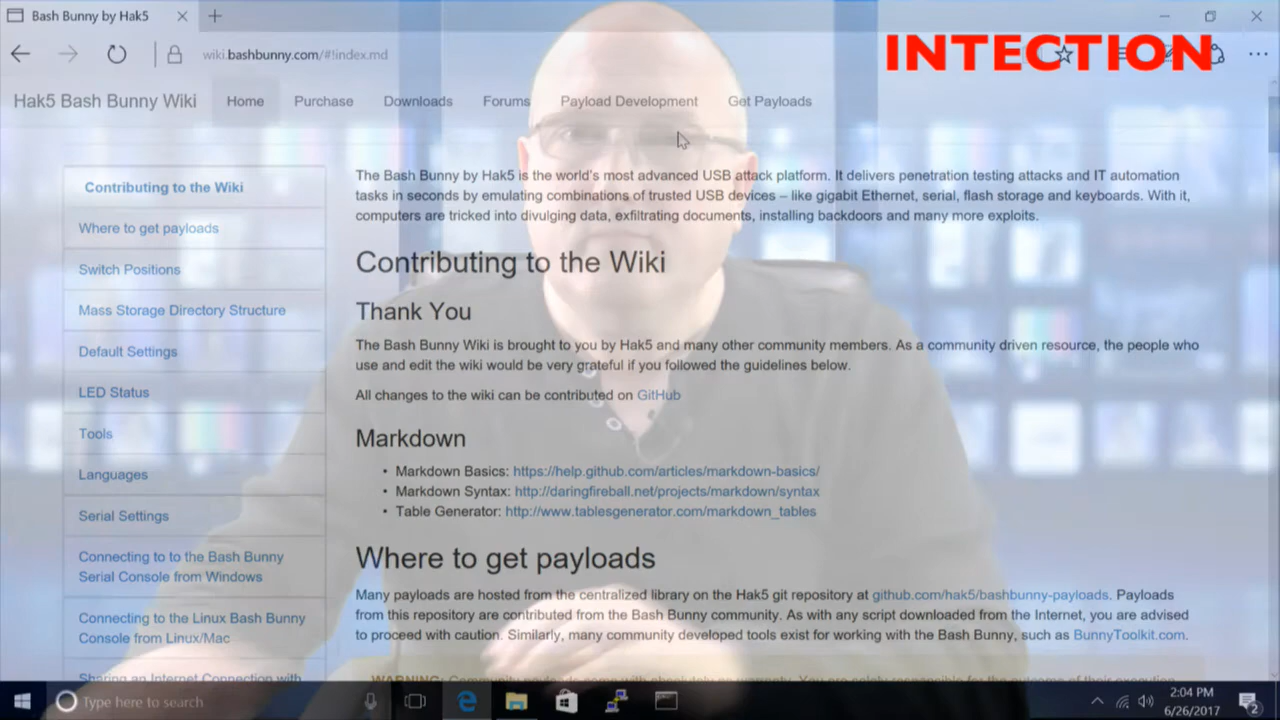 Bash Bunny by Hak5
wiki.bashbunny.com/#!index.md
INTECTION
Hak5 Bash Bunny Wiki
Home
Purchase
Downloads
Forums
Payload Development
Get Payloads
Contributing to the Wiki
Where to get payloads
Switch Positions
Mass Storage Directory Structure
Default Settings
LED Status
Tools
Languages
Serial Settings
Connecting to to the Bash Bunny
Serial Console from Windows
Connecting to the Linux Bash Bunny
Console from Linux/Mac
Sharing an Internet Connection with
The Bash Bunny by Hak5 is the world's most advanced USB attack platform. It delivers penetration testing attacks and IT automation
tasks in seconds by emulating combinations of trusted USB devices – like gigabit Ethernet, serial, flash storage and keyboards. With it,
computers are tricked into divulging data, exfiltrating documents, installing backdoors and many more exploits.
Contributing to the Wiki
Thank You
The Bash Bunny Wiki is brought to you by Hak5 and many other community members. As a community driven resource, the people who
use and edit the wiki would be very grateful if you followed the guidelines below.
All changes to the wiki can be contributed on GitHub
Markdown
• Markdown Basics: https://help.github.com/articles/markdown-basics/
• Markdown Syntax: http://daringfireball.net/projects/markdown/syntax
• Table Generator: http://www.tablesgenerator.com/markdown_tables
Where to get payloads
Many payloads are hosted from the centralized library on the Hak5 git repository at github.com/hak5/bashbunny-payloads. Payloads
from this repository are contributed from the Bash Bunny community. As with any script downloaded from the Internet, you are advised
to proceed with caution. Similarly, many community developed tools exist for working with the Bash Bunny, such as BunnyToolkit.com.
Type here to search
2:04 PM
6/26/2017
2